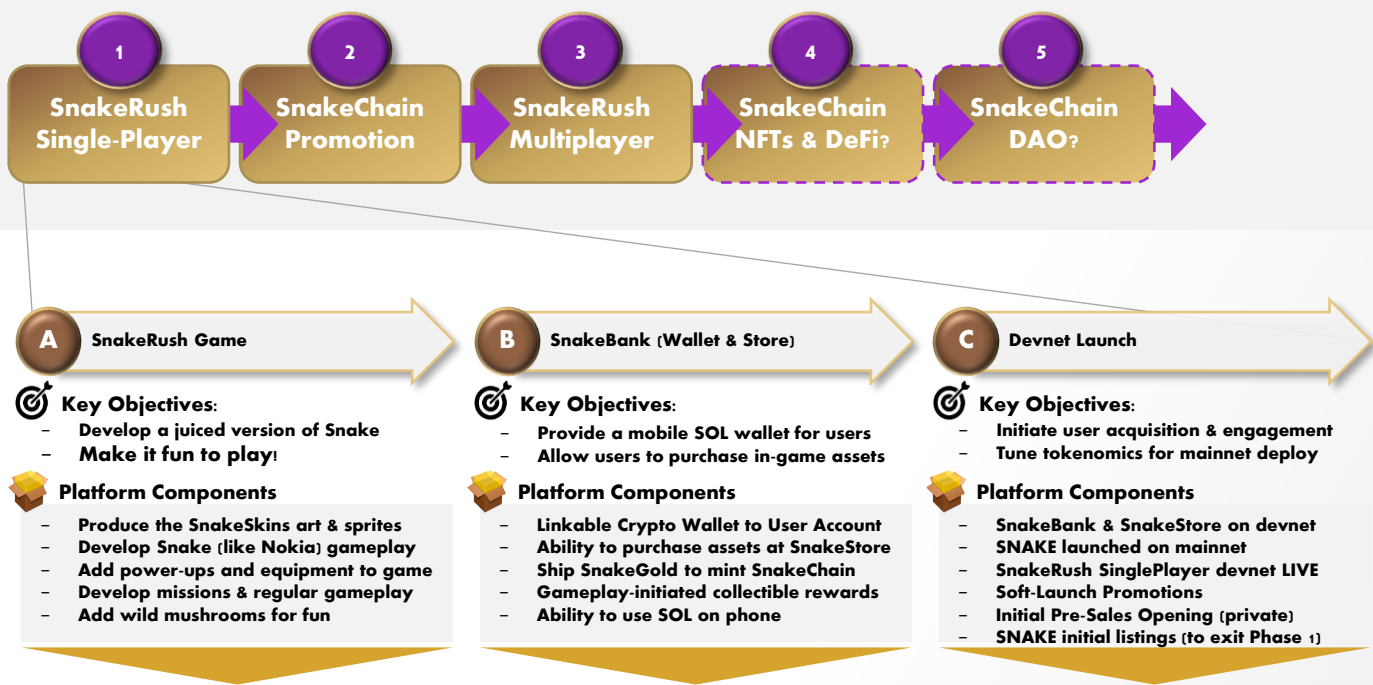 1
SnakeRush
Single-Player
2
SnakeChain
Promotion
3
SnakeRush
Multiplayer
4
SnakeChain
NFTs & DeFi?
5
SnakeChain
DAO?
A
SnakeRush Game
Key Objectives:
– Develop a juiced version of Snake
– Make it fun to play!
Platform Components
– Produce the SnakeSkins art & sprites
– Develop Snake (like Nokia) gameplay
– Add power-ups and equipment to game
– Develop missions & regular gameplay
– Add wild mushrooms for fun
B
SnakeBank (Wallet & Store)
Key Objectives:
– Provide a mobile SOL wallet for users
– Allow users to purchase in-game assets
Platform Components
– Linkable Crypto Wallet to User Account
– Ability to purchase assets at SnakeStore
– Ship SnakeGold to mint SnakeChain
– Gameplay-initiated collectible rewards
– Ability to use SOL on phone
C
Devnet Launch
Key Objectives:
– Initiate user acquisition & engagement
– Tune tokenomics for mainnet deploy
Platform Components
– SnakeBank & SnakeStore on devnet
– SNAKE launched on mainnet
– SnakeRush SinglePlayer devnet LIVE
– Soft-Launch Promotions
– Initial Pre-Sales Opening (private)
– SNAKE initial listings (to exit Phase 1)